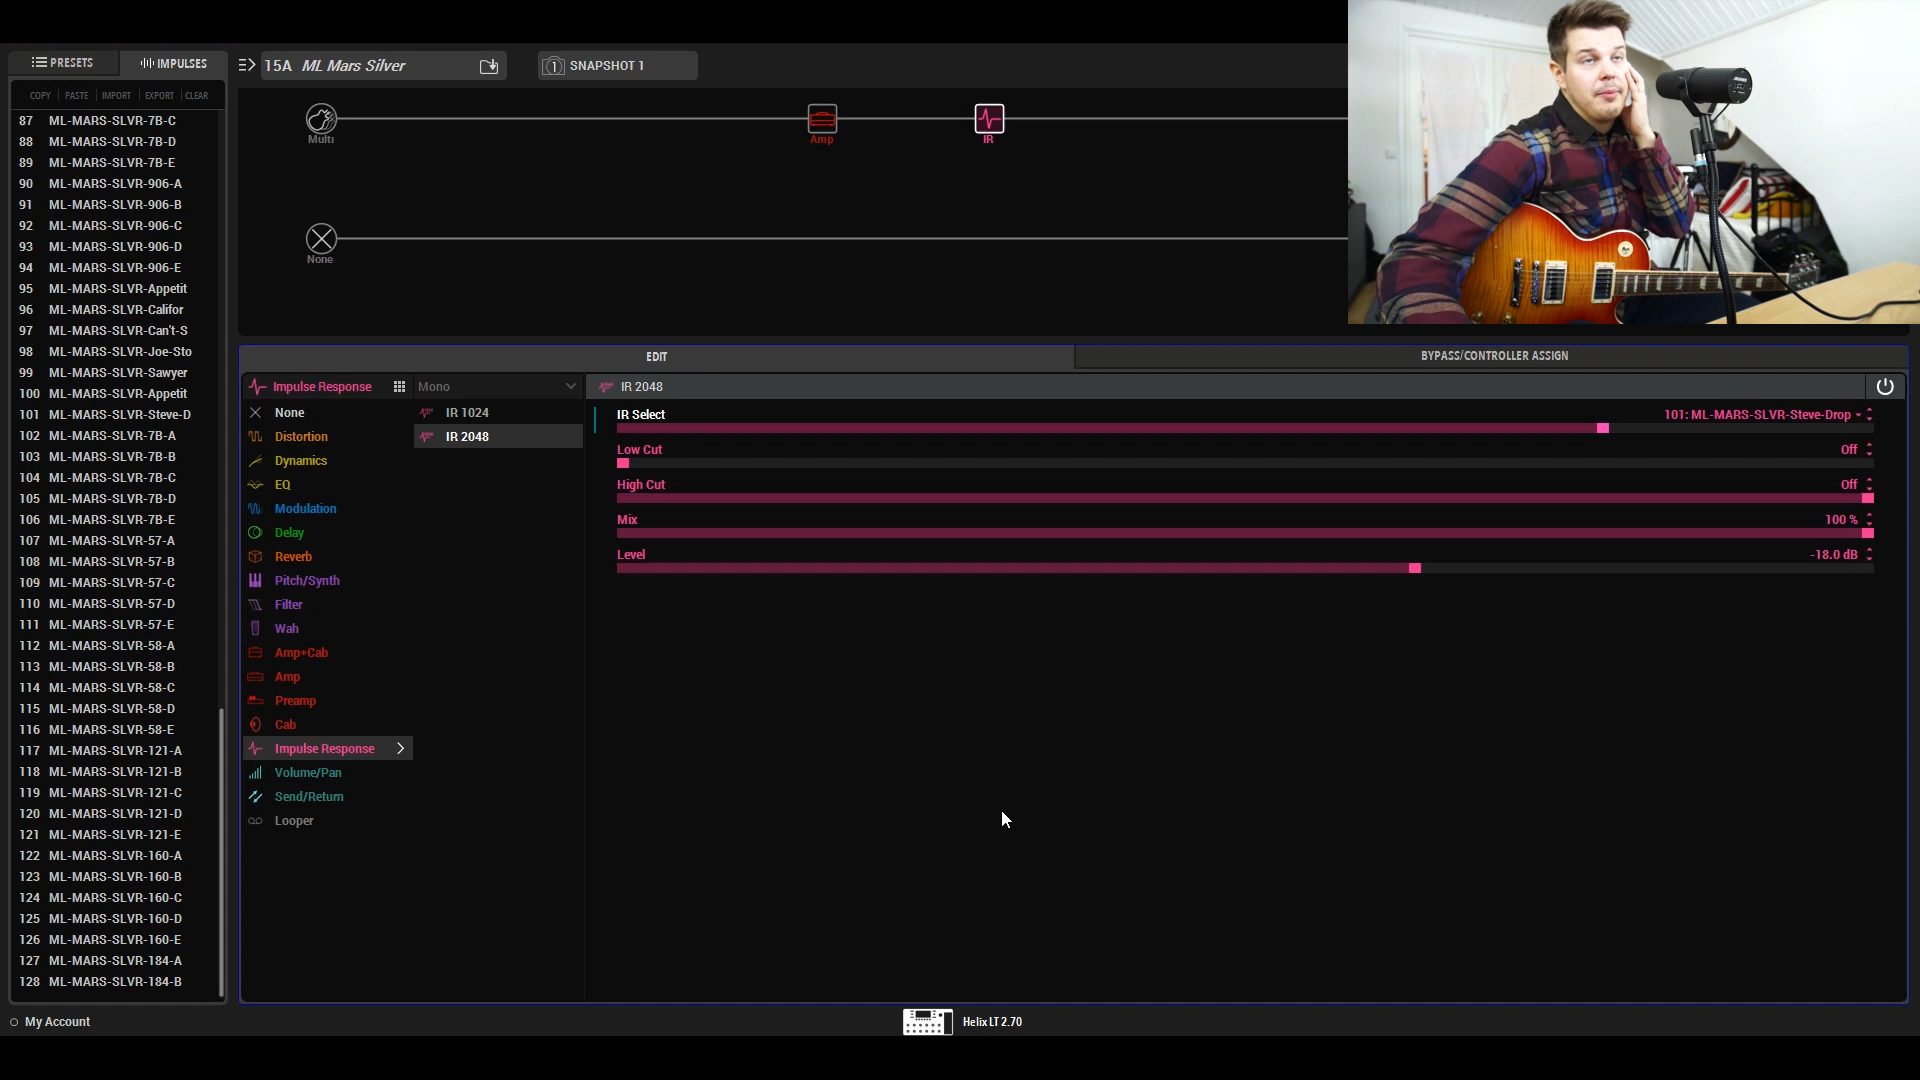 PRESETS
IMPULSES
15A ML Mars Silver
1 SNAPSHOT 1
COPY PASTE IMPORT EXPORT CLEAR
87 ML-MARS-SLVR-7B-C
88 ML-MARS-SLVR-7B-D
89 ML-MARS-SLVR-7B-E
90 ML-MARS-SLVR-906-A
91 ML-MARS-SLVR-906-B
92 ML-MARS-SLVR-906-C
93 ML-MARS-SLVR-906-D
94 ML-MARS-SLVR-906-E
95 ML-MARS-SLVR-Appetit
96 ML-MARS-SLVR-Califor
97 ML-MARS-SLVR-Can't-S
98 ML-MARS-SLVR-Joe-Sto
99 ML-MARS-SLVR-Sawyer
100 ML-MARS-SLVR-Appetit
101 ML-MARS-SLVR-Steve-D
102 ML-MARS-SLVR-7B-A
103 ML-MARS-SLVR-7B-B
104 ML-MARS-SLVR-7B-C
105 ML-MARS-SLVR-7B-D
106 ML-MARS-SLVR-7B-E
107 ML-MARS-SLVR-57-A
108 ML-MARS-SLVR-57-B
109 ML-MARS-SLVR-57-C
110 ML-MARS-SLVR-57-D
111 ML-MARS-SLVR-57-E
112 ML-MARS-SLVR-58-A
113 ML-MARS-SLVR-58-B
114 ML-MARS-SLVR-58-C
115 ML-MARS-SLVR-58-D
116 ML-MARS-SLVR-58-E
117 ML-MARS-SLVR-121-A
118 ML-MARS-SLVR-121-B
119 ML-MARS-SLVR-121-C
120 ML-MARS-SLVR-121-D
121 ML-MARS-SLVR-121-E
122 ML-MARS-SLVR-160-A
123 ML-MARS-SLVR-160-B
124 ML-MARS-SLVR-160-C
125 ML-MARS-SLVR-160-D
126 ML-MARS-SLVR-160-E
127 ML-MARS-SLVR-184-A
128 ML-MARS-SLVR-184-B
Multi
Amp
IR
None
EDIT
BYPASS/CONTROLLER ASSIGN
Impulse Response
Mono
IR 2048
None
Distortion
Dynamics
EQ
Modulation
Delay
Reverb
Pitch/Synth
Filter
Wah
Amp+Cab
Amp
Preamp
Cab
Impulse Response
Volume/Pan
Send/Return
Looper
IR 1024
IR 2048
IR Select 101: ML-MARS-SLVR-Steve-Drop
Low Cut Off
High Cut Off
Mix 100 %
Level -18.0 dB
My Account
Helix LT 2.70